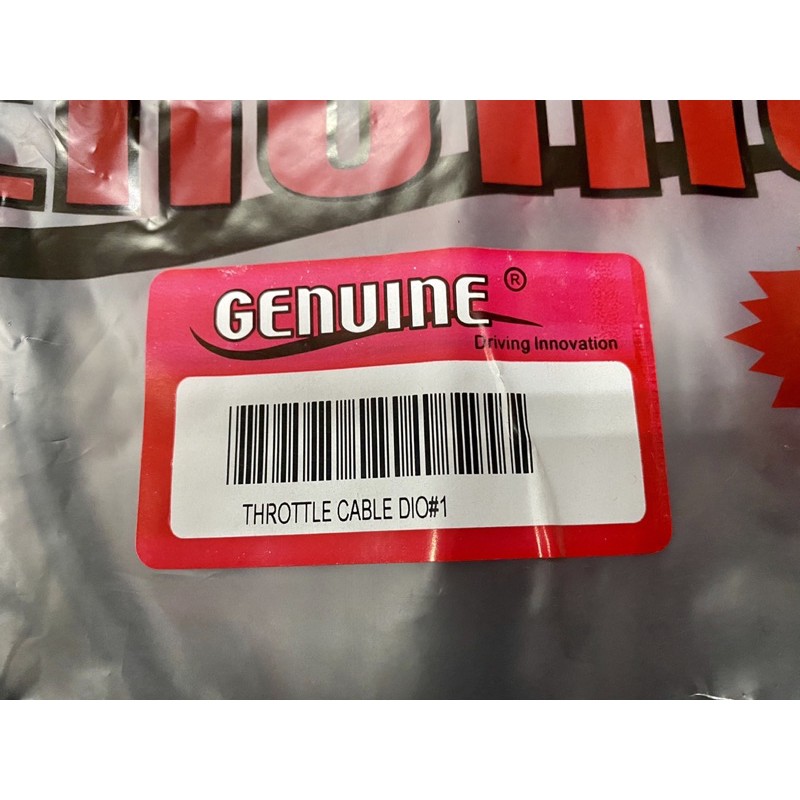 GENUINE ®
Driving Innovation
THROTTLE CABLE DIO#1